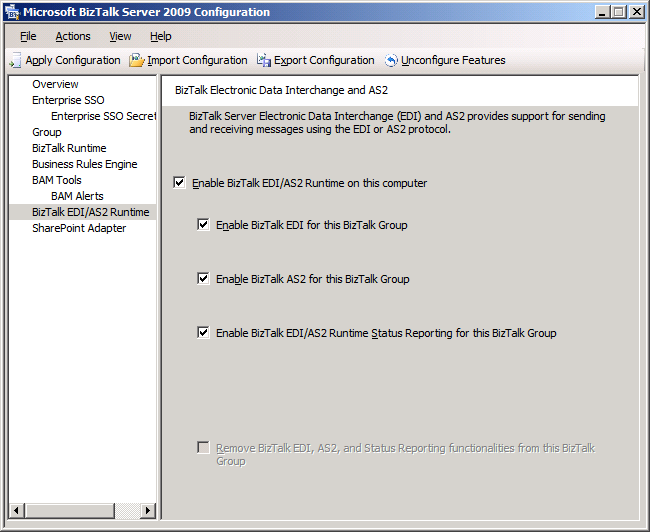 Microsoft BizTalk Server 2009 Configuration
File Actions View Help
Apply Configuration Import Configuration Export Configuration Unconfigure Features
Overview
Enterprise SSO
Enterprise SSO Secret
Group
BizTalk Runtime
Business Rules Engine
BAM Tools
BAM Alerts
BizTalk EDI/AS2 Runtime
SharePoint Adapter
BizTalk Electronic Data Interchange and AS2
BizTalk Server Electronic Data Interchange (EDI) and AS2 provides support for sending
and receiving messages using the EDI or AS2 protocol.
Enable BizTalk EDI/AS2 Runtime on this computer
Enable BizTalk EDI for this BizTalk Group
Enable BizTalk AS2 for this BizTalk Group
Enable BizTalk EDI/AS2 Runtime Status Reporting for this BizTalk Group
Remove BizTalk EDI, AS2, and Status Reporting functionalities from this BizTalk
Group